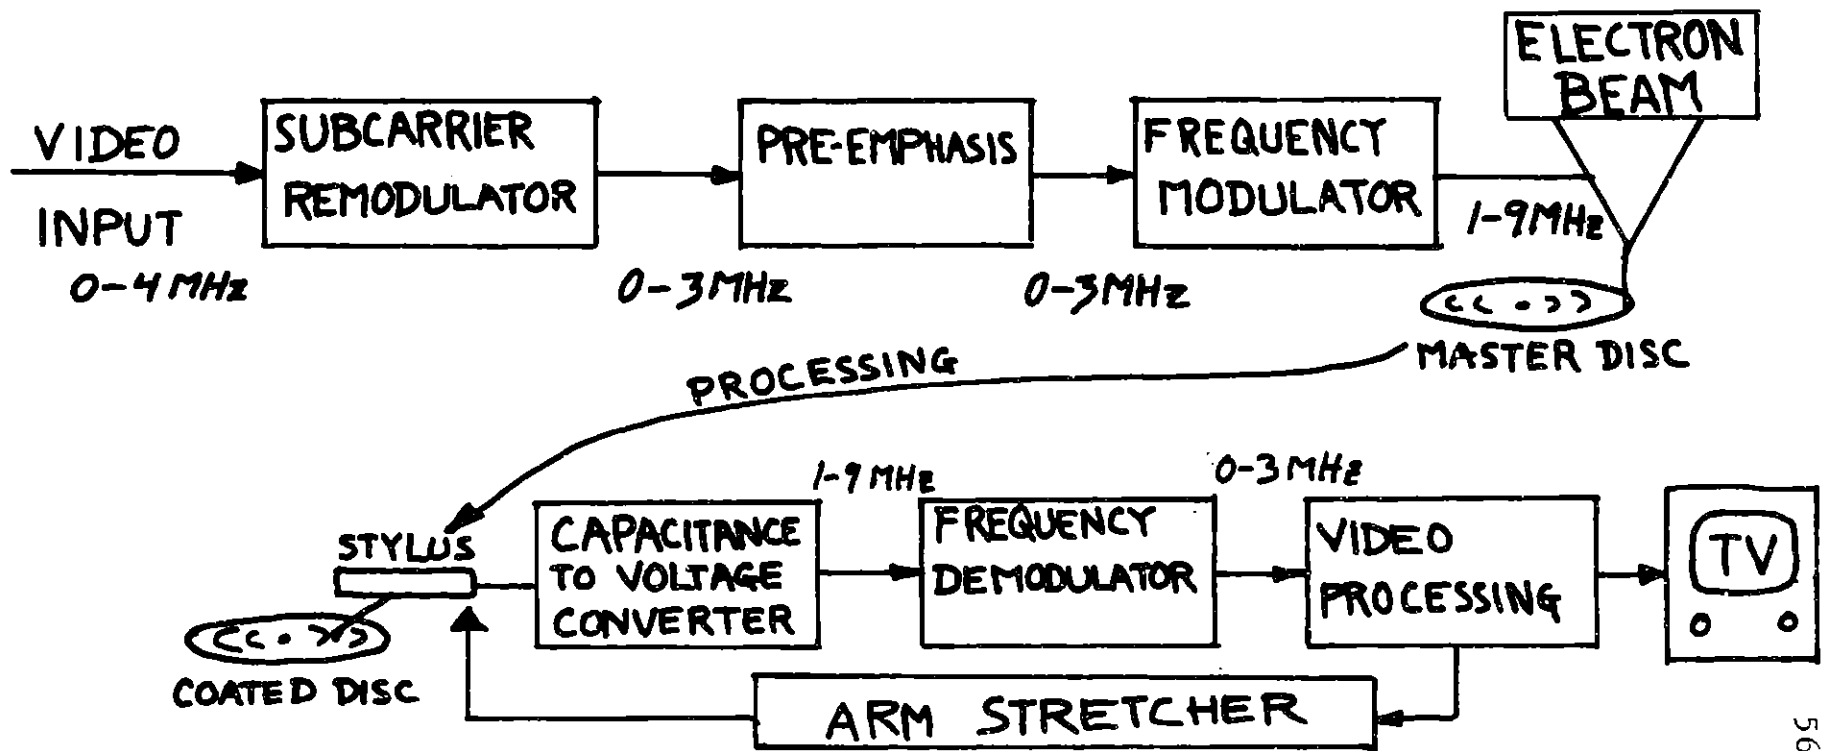 VIDEO
INPUT
0-4 MHz
SUBCARRIER
REMODULATOR
0-3MHz
PRE-EMPHASIS
0-3MHz
FREQUENCY
MODULATOR
1-9MHz
ELECTRON
BEAM
MASTER DISC
PROCESSING
STYLUS
COATED DISC
CAPACITANCE
TO VOLTAGE
CONVERTER
1-9 MHz
FREQUENCY
DEMODULATOR
0-3 MHz
VIDEO
PROCESSING
TV
ARM STRETCHER
56